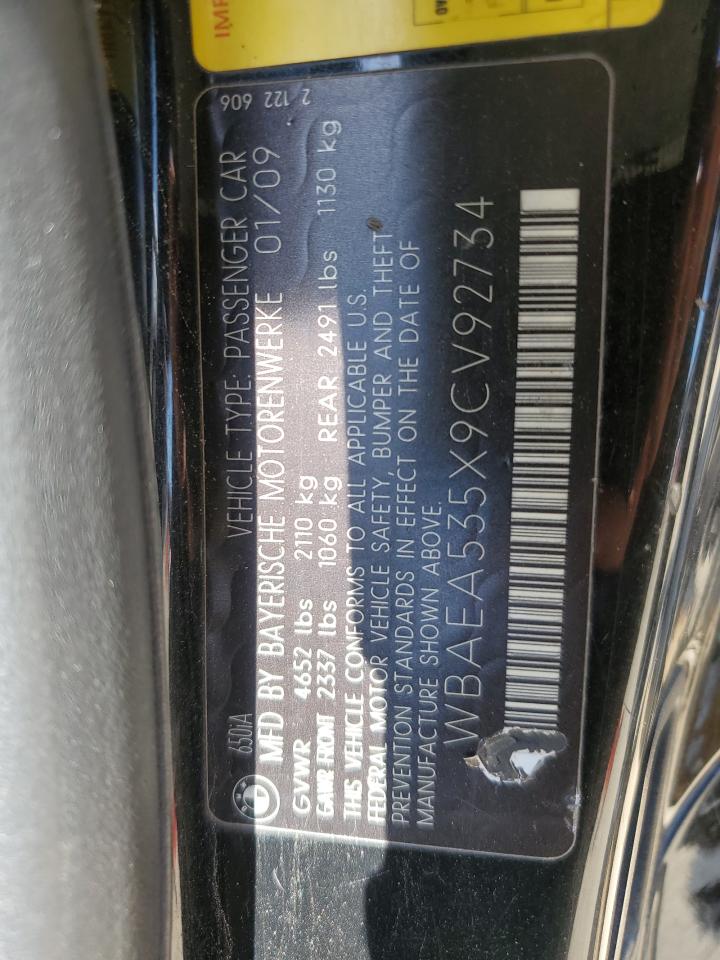 IMP
650iA VEHICLE TYPE: PASSENGER CAR 2 122 606
MFD BY BAYERISCHE MOTORENWERKE 01/09
GVWR 4652 lbs 2110 kg
GAWR FRONT 2337 lbs 1060 kg REAR 2491 lbs 1130 kg
THIS VEHICLE CONFORMS TO ALL APPLICABLE U.S.
FEDERAL MOTOR VEHICLE SAFETY, BUMPER AND THEFT
PREVENTION STANDARDS IN EFFECT ON THE DATE OF
MANUFACTURE SHOWN ABOVE.
WBAEA535X9CV92734